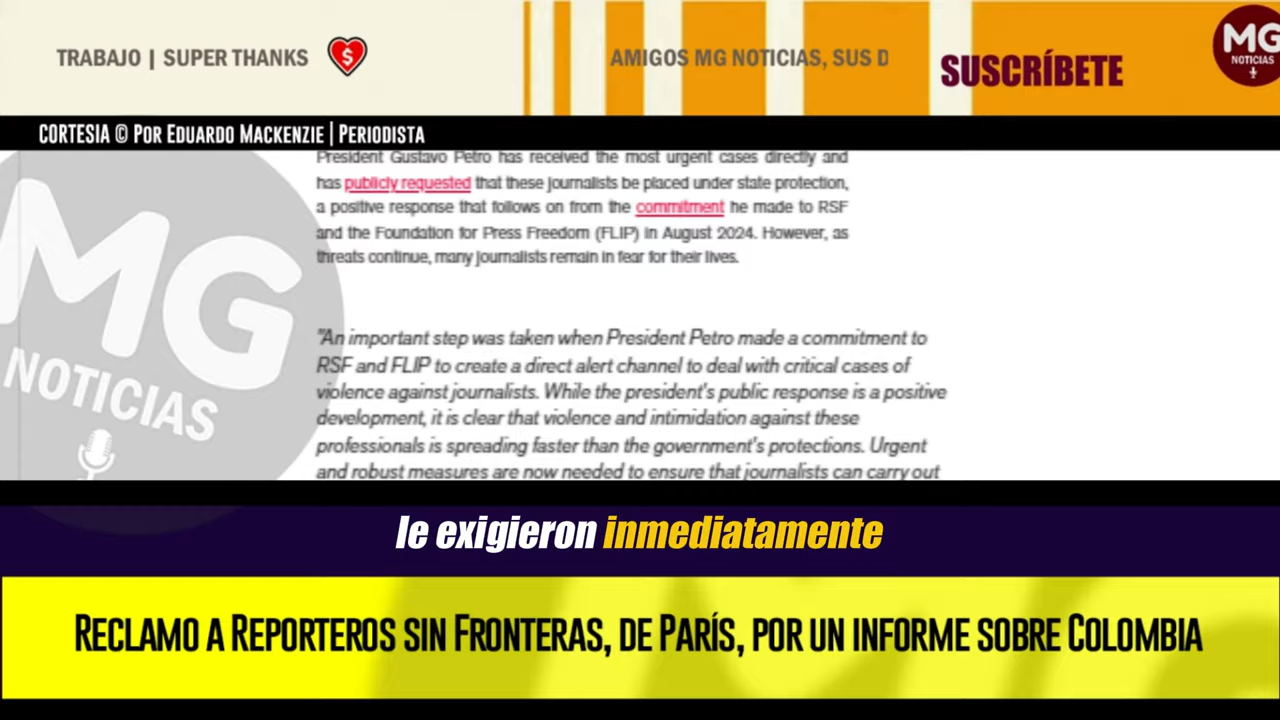 TRABAJO | SUPER THANKS
AMIGOS MG NOTICIAS, SUS D
SUSCRÍBETE
MG
NOTICIAS
CORTESIA © Por Eduardo Mackenzie | Periodista
President Gustavo Petro has received the most urgent cases directly and
has publicly requested that these journalists be placed under state protection,
a positive response that follows on from the commitment he made to RSF
and the Foundation for Press Freedom (FLIP) in August 2024. However, as
threats continue, many journalists remain in fear for their lives.
MG
NOTICIAS
"An important step was taken when President Petro made a commitment to
RSF and FLIP to create a direct alert channel to deal with critical cases of
violence against journalists. While the president's public response is a positive
development, it is clear that violence and intimidation against these
professionals is spreading faster than the government's protections. Urgent
and robust measures are now needed to ensure that journalists can carry out
le exigieron inmediatamente
Reclamo a Reporteros sin Fronteras, de París, por un informe sobre Colombia